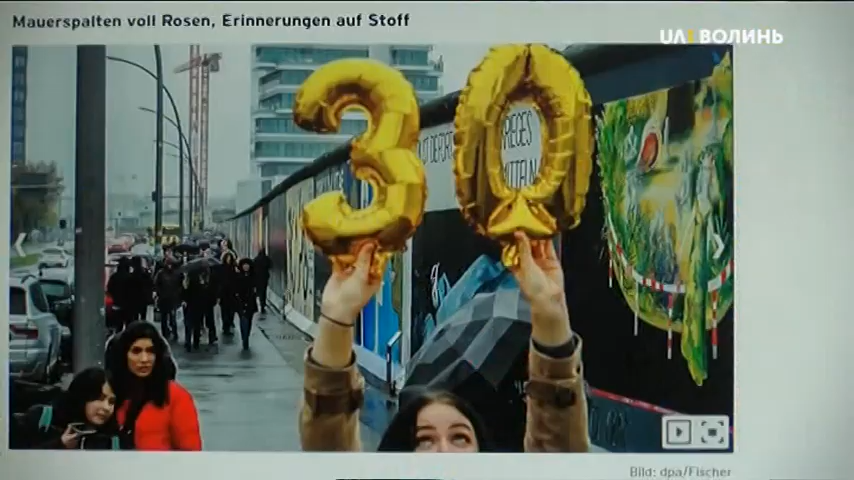 Mauerspalten voll Rosen, Erinnerungen auf Stoff
UA: ВОЛИНЬ
30
Bild: dpa/Fischer